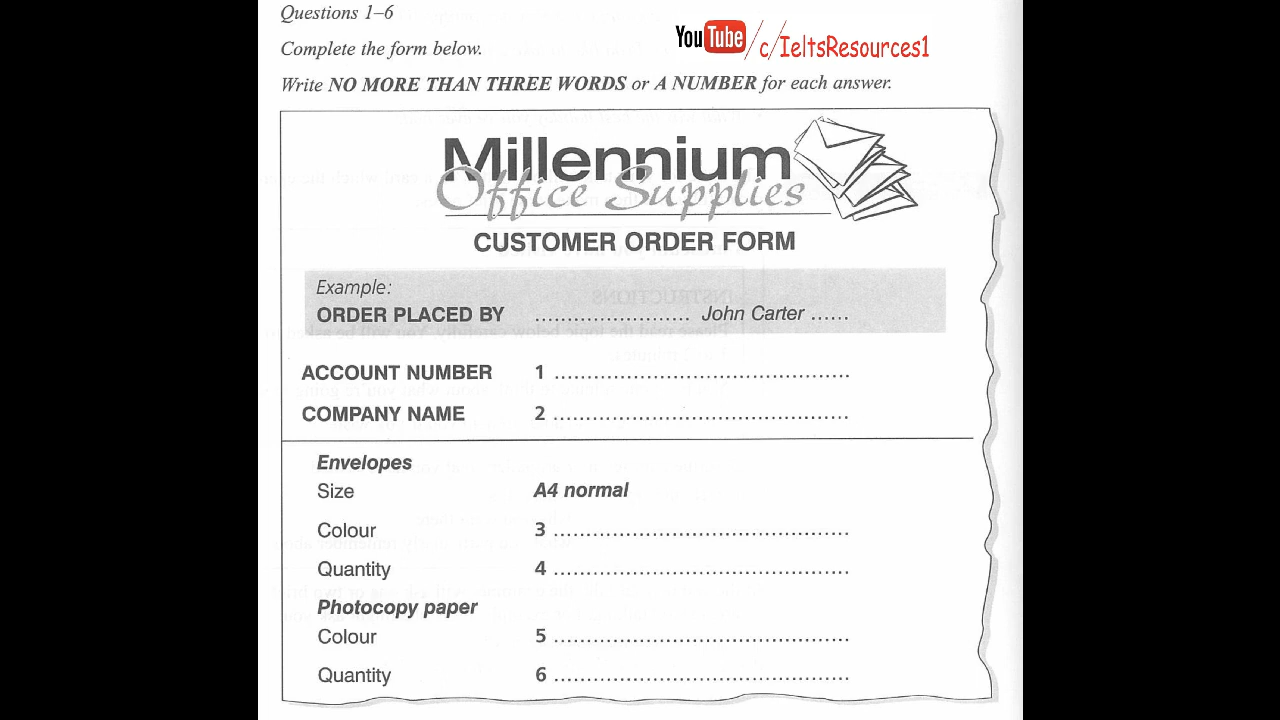 Questions 1–6
YouTube /c/IeltsResources1
Complete the form below.
Write NO MORE THAN THREE WORDS or A NUMBER for each answer.
Millennium
Office Supplies
CUSTOMER ORDER FORM
Example:
ORDER PLACED BY ....................... John Carter ......
ACCOUNT NUMBER 1 ............................................
COMPANY NAME 2 ............................................
Envelopes
Size A4 normal
Colour 3 ............................................
Quantity 4 ............................................
Photocopy paper
Colour 5 ............................................
Quantity 6 ............................................